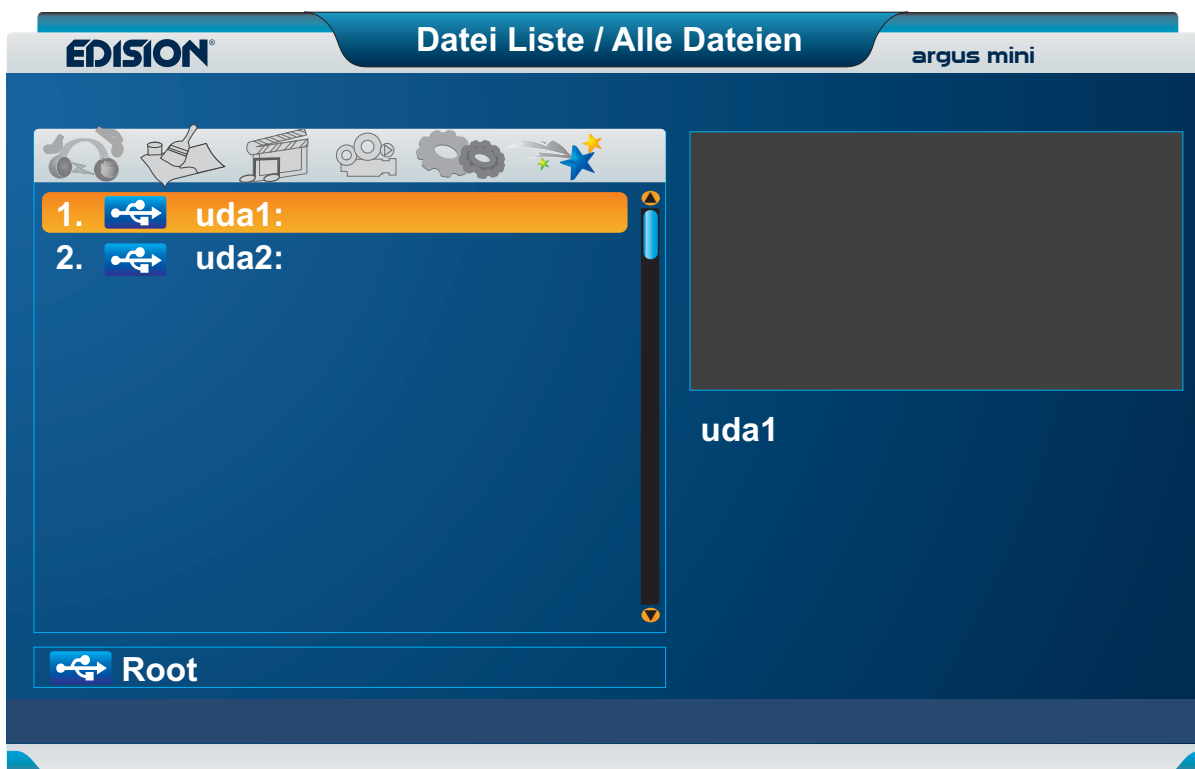 EDISION®
Datei Liste / Alle Dateien
argus mini
1. uda1:
2. uda2:
uda1
Root